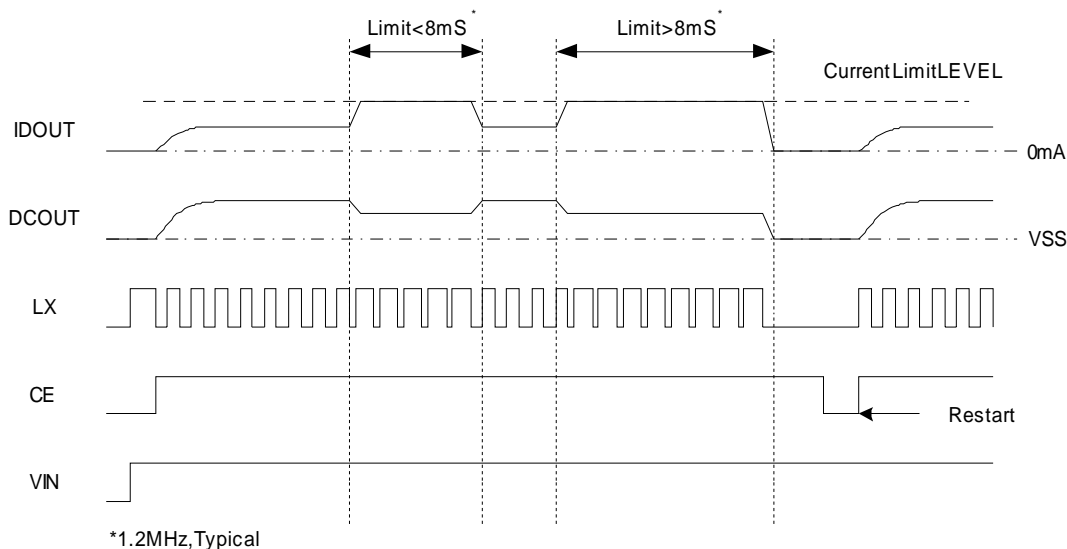 Limit<8mS*
Limit>8mS*
CurrentLimitLEVEL
IDOUT
0mA
DCOUT
VSS
LX
CE
Restart
VIN
*1.2MHz,Typical